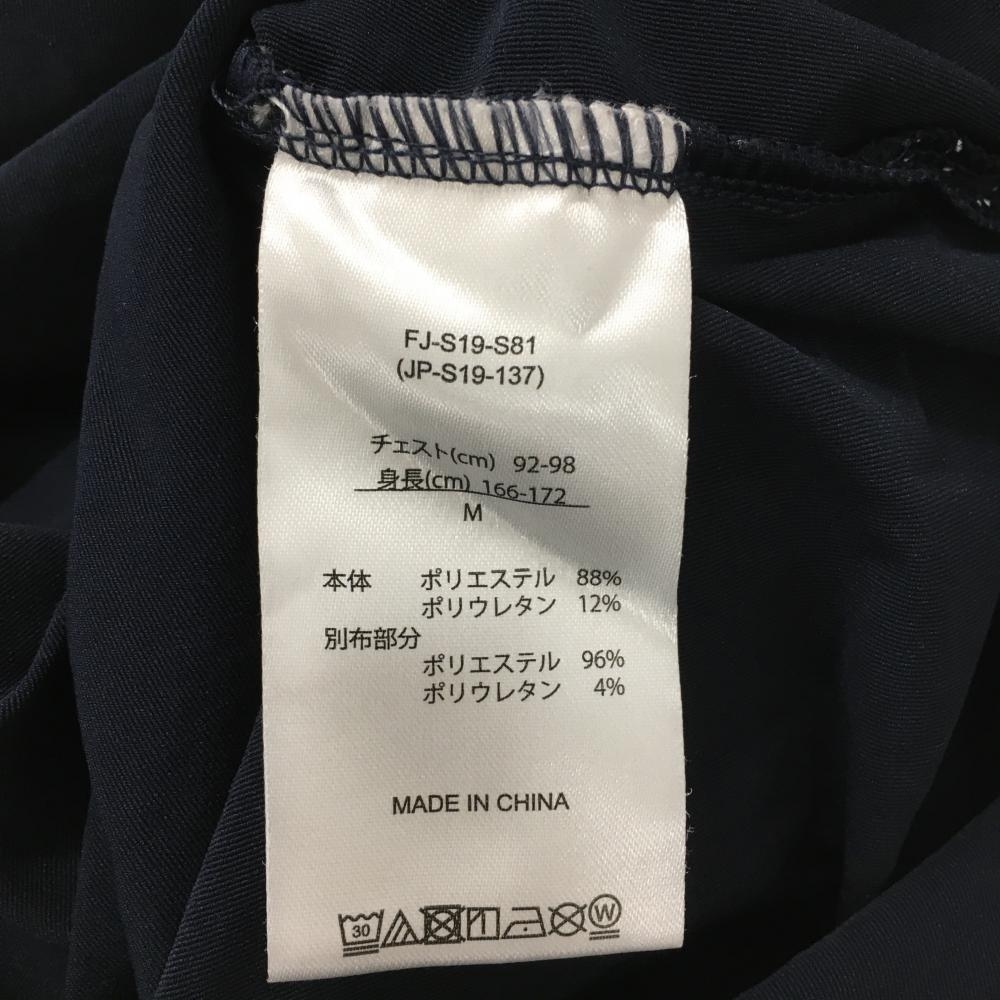 FJ-S19-S81
(JP-S19-137)
チェスト(cm) 92-98
身長(cm) 166-172
M
本体 ポリエステル 88%
ポリウレタン 12%
別布部分
ポリエステル 96%
ポリウレタン 4%
MADE IN CHINA
30 W